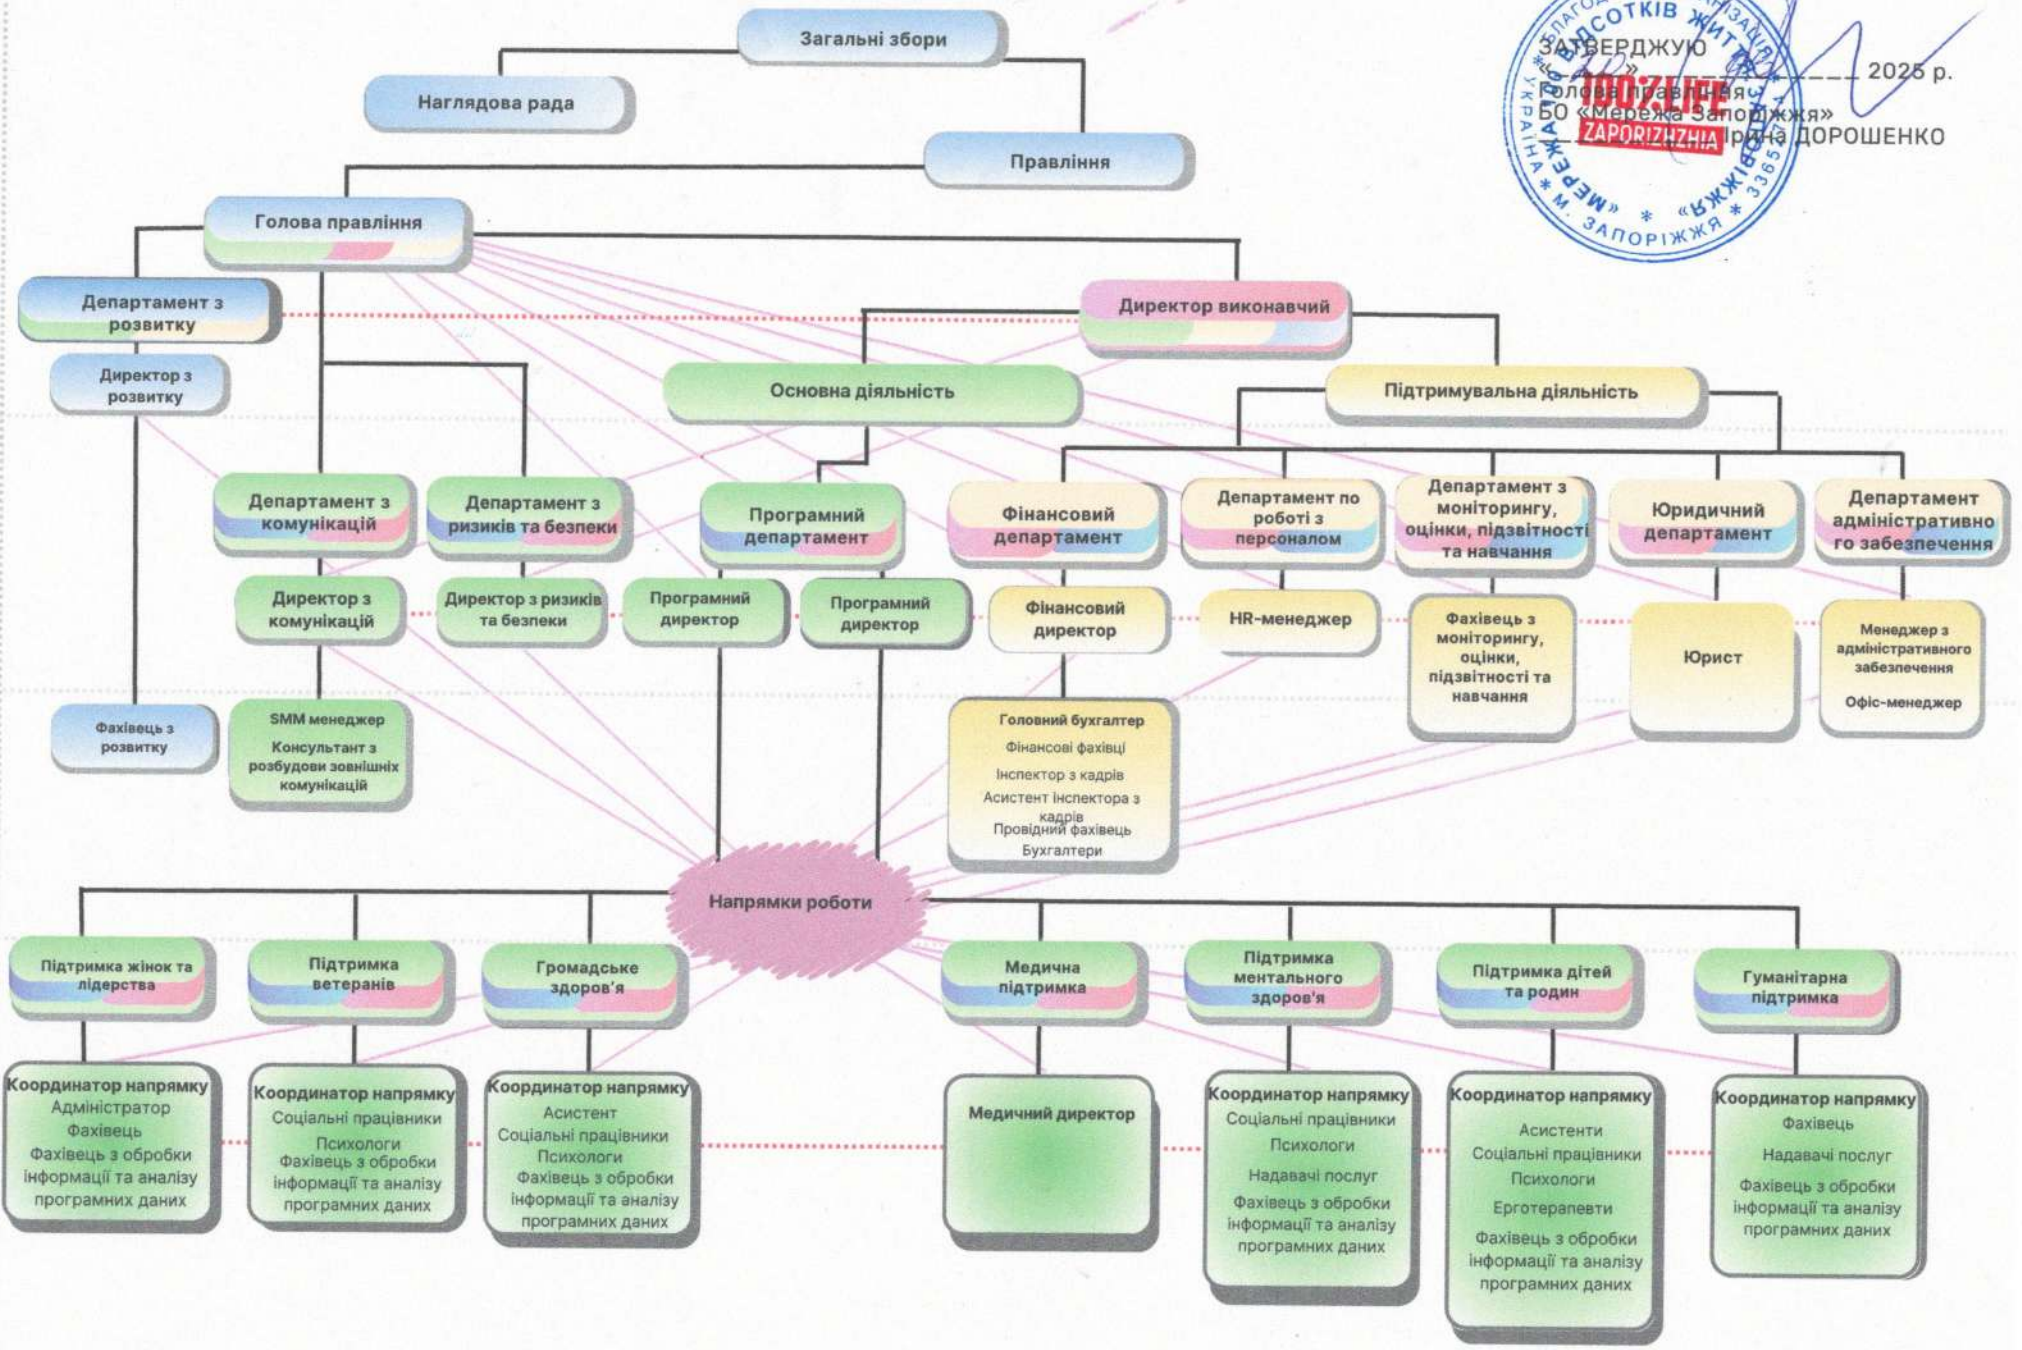 Загальні збори
ЗАТВЕРДЖУЮ
2025 р.
Голова правління
БО «Мережа Запоріжжя»
Ірина ДОРОШЕНКО
100%LIFE
ZAPORIZHZHIA
УКРАЇНА * М. ЗАПОРІЖЖЯ *
Наглядова рада
Правління
Голова правління
Департамент з
розвитку
Директор виконавчий
Директор з
розвитку
Основна діяльність
Підтримувальна діяльність
Департамент з
комунікацій
Департамент з
ризиків та безпеки
Програмний
департамент
Фінансовий
департамент
Департамент по
роботі з
персоналом
Департамент з
моніторингу,
оцінки, підзвітності
та навчання
Юридичний
департамент
Департамент
адміністративно
го забезпечення
Директор з
комунікацій
Директор з ризиків
та безпеки
Програмний
директор
Програмний
директор
Фінансовий
директор
HR-менеджер
Фахівець з
моніторингу,
оцінки,
підзвітності та
навчання
Юрист
Менеджер з
адміністративного
забезпечення
Офіс-менеджер
Фахівець з
розвитку
SMM менеджер
Консультант з
розбудови зовнішніх
комунікацій
Головний бухгалтер
Фінансові фахівці
Інспектор з кадрів
Асистент інспектора з
кадрів
Провідний фахівець
Бухгалтери
Напрямки роботи
Підтримка жінок та
лідерства
Підтримка
ветеранів
Громадське
здоров'я
Медична
підтримка
Підтримка
ментального
здоров'я
Підтримка дітей
та родин
Гуманітарна
підтримка
Координатор напрямку
Адміністратор
Фахівець
Фахівець з обробки
інформації та аналізу
програмних даних
Координатор напрямку
Соціальні працівники
Психологи
Фахівець з обробки
інформації та аналізу
програмних даних
Координатор напрямку
Асистент
Соціальні працівники
Психологи
Фахівець з обробки
інформації та аналізу
програмних даних
Медичний директор
Координатор напрямку
Соціальні працівники
Психологи
Надавачі послуг
Фахівець з обробки
інформації та аналізу
програмних даних
Координатор напрямку
Асистенти
Соціальні працівники
Психологи
Ерготерапевти
Фахівець з обробки
інформації та аналізу
програмних даних
Координатор напрямку
Фахівець
Надавачі послуг
Фахівець з обробки
інформації та аналізу
програмних даних